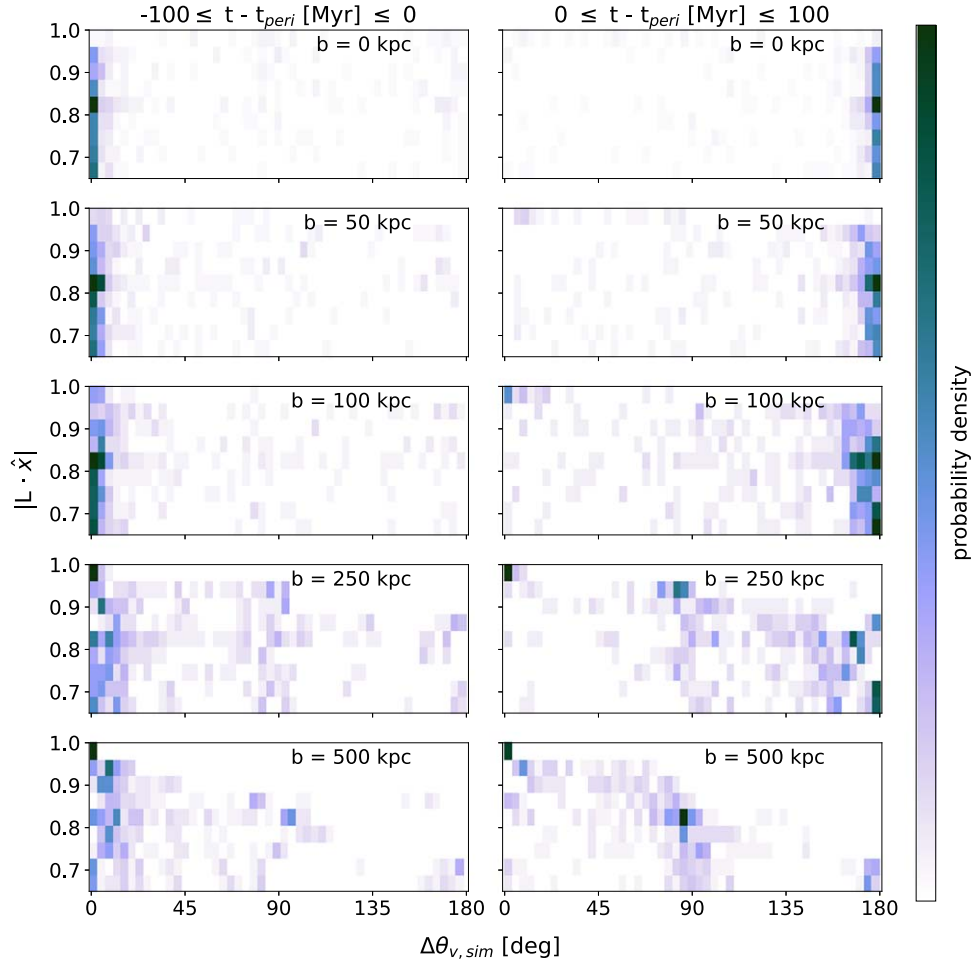 -100 ≤ t - t_peri [Myr] ≤ 0
0 ≤ t - t_peri [Myr] ≤ 100
b = 0 kpc
b = 0 kpc
1.0
0.9
0.8
0.7
b = 50 kpc
b = 50 kpc
1.0
0.9
0.8
0.7
b = 100 kpc
b = 100 kpc
1.0
0.9
0.8
0.7
|L · x̂|
probability density
b = 250 kpc
b = 250 kpc
1.0
0.9
0.8
0.7
b = 500 kpc
b = 500 kpc
1.0
0.9
0.8
0.7
0 45 90 135 180
0 45 90 135 180
Δθ_v,sim [deg]